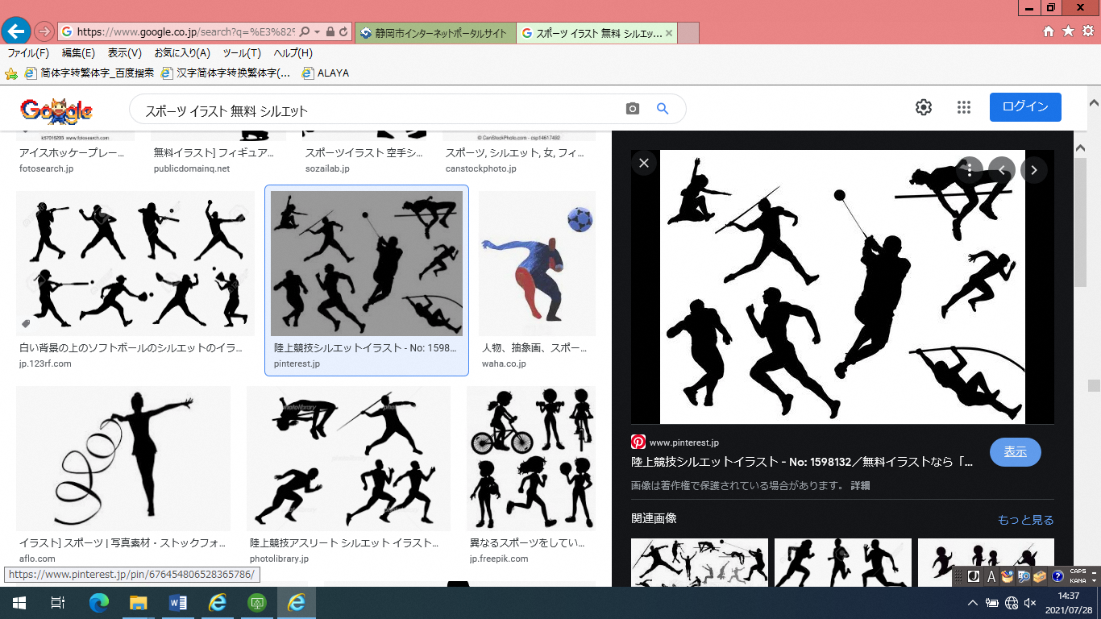 https://www.google.co.jp/search?q=%E3%82%
静岡市インターネットポータルサイト
スポーツ イラスト 無料 シルエッ...
ファイル(F) 編集(E) 表示(V) お気に入り(A) ツール(T) ヘルプ(H)
简体字转繁体字_百度搜索
汉字简体字转换繁体字(...
ALAYA
Google
スポーツ イラスト 無料 シルエット
ログイン
アイスホッケープレー...
fotosearch.jp
無料イラスト] フィギュア...
publicdomainq.net
スポーツイラスト 空手シ...
sozailab.jp
© CanStockPhoto.com - csp14617482
スポーツ, シルエット, 女, フィ...
canstockphoto.jp
白い背景の上のソフトボールのシルエットのイラ...
jp.123rf.com
陸上競技シルエットイラスト - No: 1598...
pinterest.jp
人物、抽象画、スポー...
waha.co.jp
イラスト] スポーツ | 写真素材・ストックフォ...
aflo.com
陸上競技アスリート シルエット イラスト...
photolibrary.jp
異なるスポーツをしてい...
jp.freepik.com
www.pinterest.jp
陸上競技シルエットイラスト - No: 1598132／無料イラストなら「...
表示
画像は著作権で保護されている場合があります。 詳細
関連画像
もっと見る
https://www.pinterest.jp/pin/676454806528365786/
A
CAPS
KANA
14:37
2021/07/28